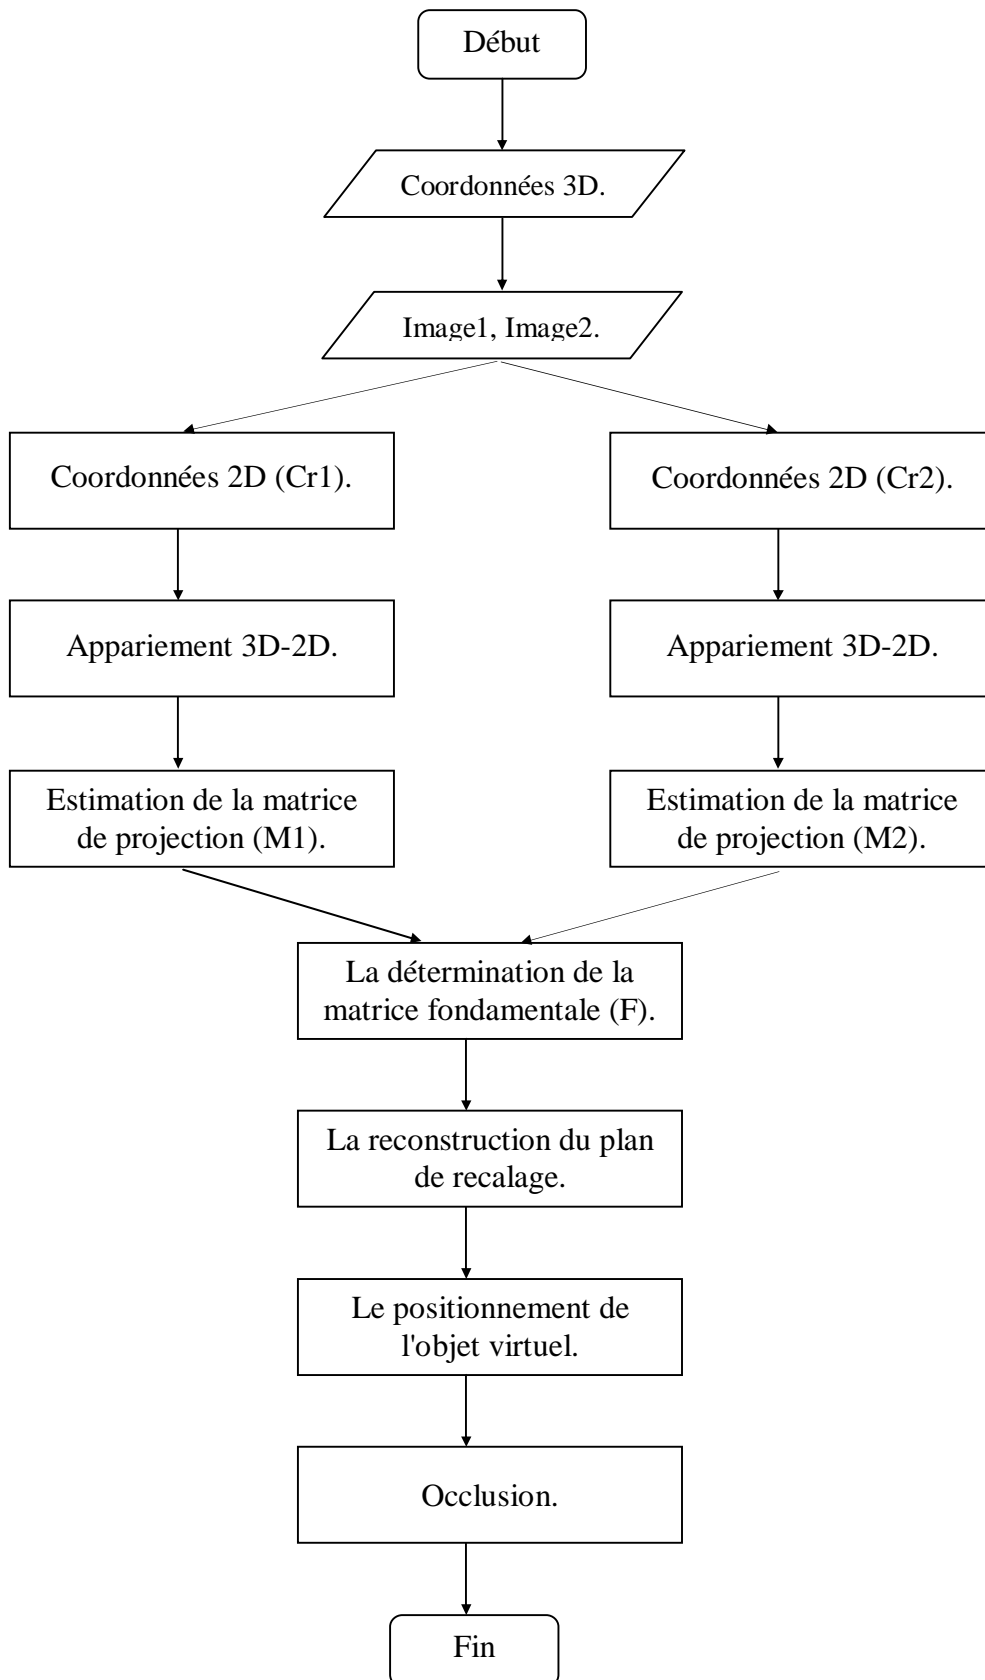 Début
Coordonnées 3D.
Image1, Image2.
Coordonnées 2D (Cr1).
Coordonnées 2D (Cr2).
Appariement 3D-2D.
Appariement 3D-2D.
Estimation de la matrice
de projection (M1).
Estimation de la matrice
de projection (M2).
La détermination de la
matrice fondamentale (F).
La reconstruction du plan
de recalage.
Le positionnement de
l'objet virtuel.
Occlusion.
Fin